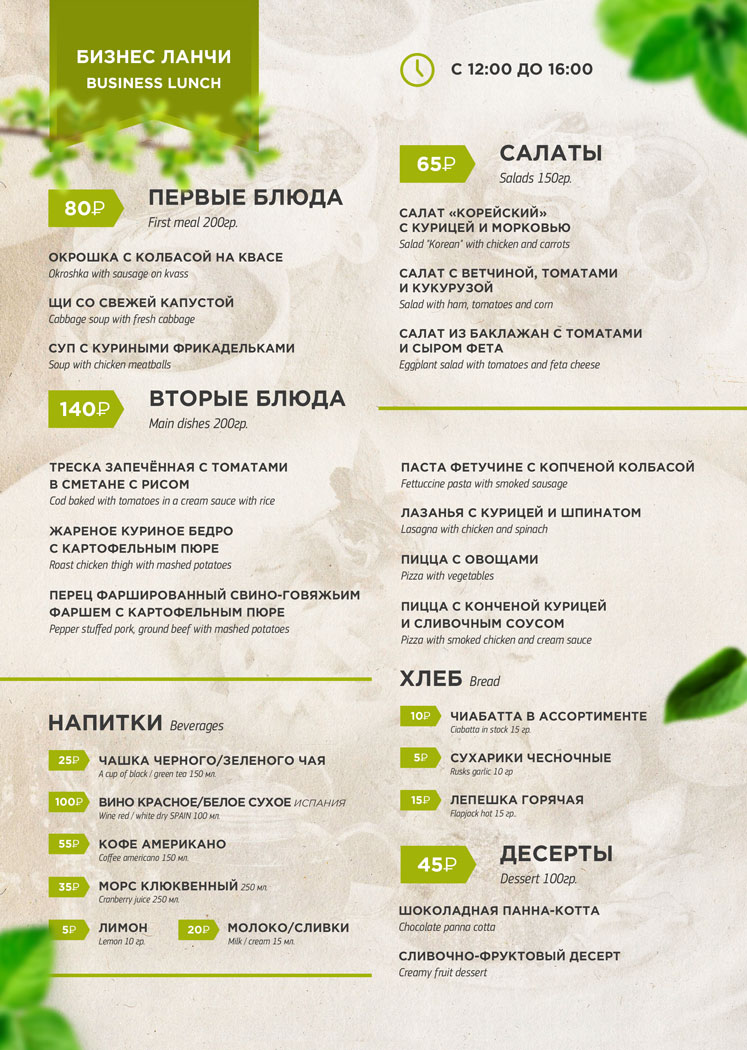 БИЗНЕС ЛАНЧИ
BUSINESS LUNCH
С 12:00 ДО 16:00
80₽
ПЕРВЫЕ БЛЮДА
First meal 200гр.
ОКРОШКА С КОЛБАСОЙ НА КВАСЕ
Okroshka with sausage on kvass
ЩИ СО СВЕЖЕЙ КАПУСТОЙ
Cabbage soup with fresh cabbage
СУП С КУРИНЫМИ ФРИКАДЕЛЬКАМИ
Soup with chicken meatballs
65₽
САЛАТЫ
Salads 150гр.
САЛАТ «КОРЕЙСКИЙ»
С КУРИЦЕЙ И МОРКОВЬЮ
Salad "Korean" with chicken and carrots
САЛАТ С ВЕТЧИНОЙ, ТОМАТАМИ
И КУКУРУЗОЙ
Salad with ham, tomatoes and corn
САЛАТ ИЗ БАКЛАЖАН С ТОМАТАМИ
И СЫРОМ ФЕТА
Eggplant salad with tomatoes and feta cheese
140₽
ВТОРЫЕ БЛЮДА
Main dishes 200гр.
ТРЕСКА ЗАПЕЧЁННАЯ С ТОМАТАМИ
В СМЕТАНЕ С РИСОМ
Cod baked with tomatoes in a cream sauce with rice
ЖАРЕНОЕ КУРИНОЕ БЕДРО
С КАРТОФЕЛЬНЫМ ПЮРЕ
Roast chicken thigh with mashed potatoes
ПЕРЕЦ ФАРШИРОВАННЫЙ СВИНО-ГОВЯЖЬИМ
ФАРШЕМ С КАРТОФЕЛЬНЫМ ПЮРЕ
Pepper stuffed pork, ground beef with mashed potatoes
ПАСТА ФЕТУЧИНЕ С КОПЧЕНОЙ КОЛБАСОЙ
Fettuccine pasta with smoked sausage
ЛАЗАНЬЯ С КУРИЦЕЙ И ШПИНАТОМ
Lasagna with chicken and spinach
ПИЦЦА С ОВОЩАМИ
Pizza with vegetables
ПИЦЦА С КОНЧЕНОЙ КУРИЦЕЙ
И СЛИВОЧНЫМ СОУСОМ
Pizza with smoked chicken and cream sauce
НАПИТКИ Beverages
25₽ ЧАШКА ЧЕРНОГО/ЗЕЛЕНОГО ЧАЯ
A cup of black / green tea 150 мл.
100₽ ВИНО КРАСНОЕ/БЕЛОЕ СУХОЕ ИСПАНИЯ
Wine red / white dry SPAIN 100 мл.
55₽ КОФЕ АМЕРИКАНО
Coffee americano 150 мл.
35₽ МОРС КЛЮКВЕННЫЙ 250 мл.
Cranberry juice 250 мл.
5₽ ЛИМОН
Lemon 10 гр.
20₽ МОЛОКО/СЛИВКИ
Milk / cream 15 мл.
ХЛЕБ Bread
10₽ ЧИАБАТТА В АССОРТИМЕНТЕ
Ciabatta in stock 15 гр.
5₽ СУХАРИКИ ЧЕСНОЧНЫЕ
Rusks garlic 10 гр
15₽ ЛЕПЕШКА ГОРЯЧАЯ
Flapjack hot 15 гр.
45₽
ДЕСЕРТЫ
Dessert 100гр.
ШОКОЛАДНАЯ ПАННА-КОТТА
Chocolate panna cotta
СЛИВОЧНО-ФРУКТОВЫЙ ДЕСЕРТ
Creamy fruit dessert